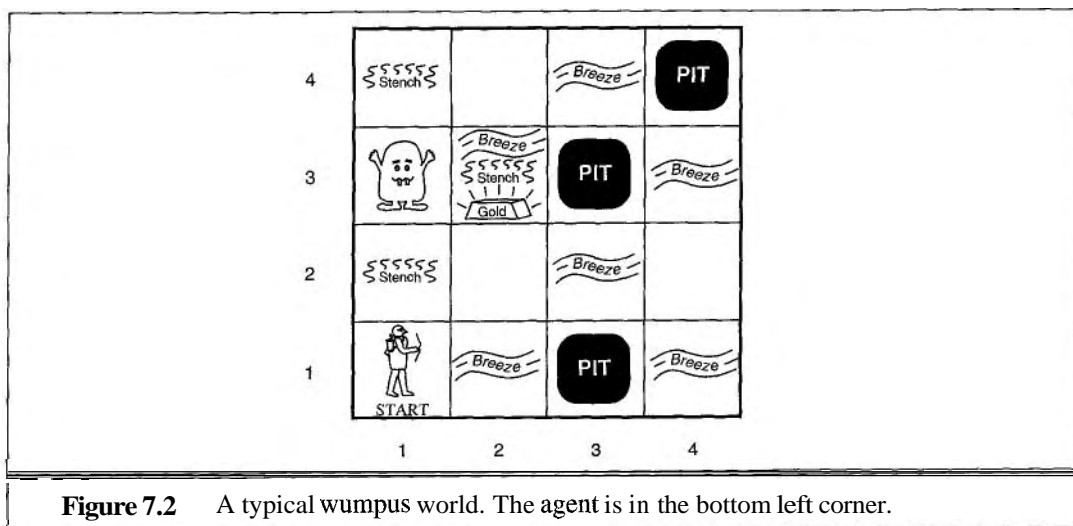 4 Stench Breeze PIT
3 Breeze
Stench PIT Breeze
Gold
2 Stench Breeze
1 Breeze PIT Breeze
START
1 2 3 4
Figure 7.2 A typical wumpus world. The agent is in the bottom left corner.